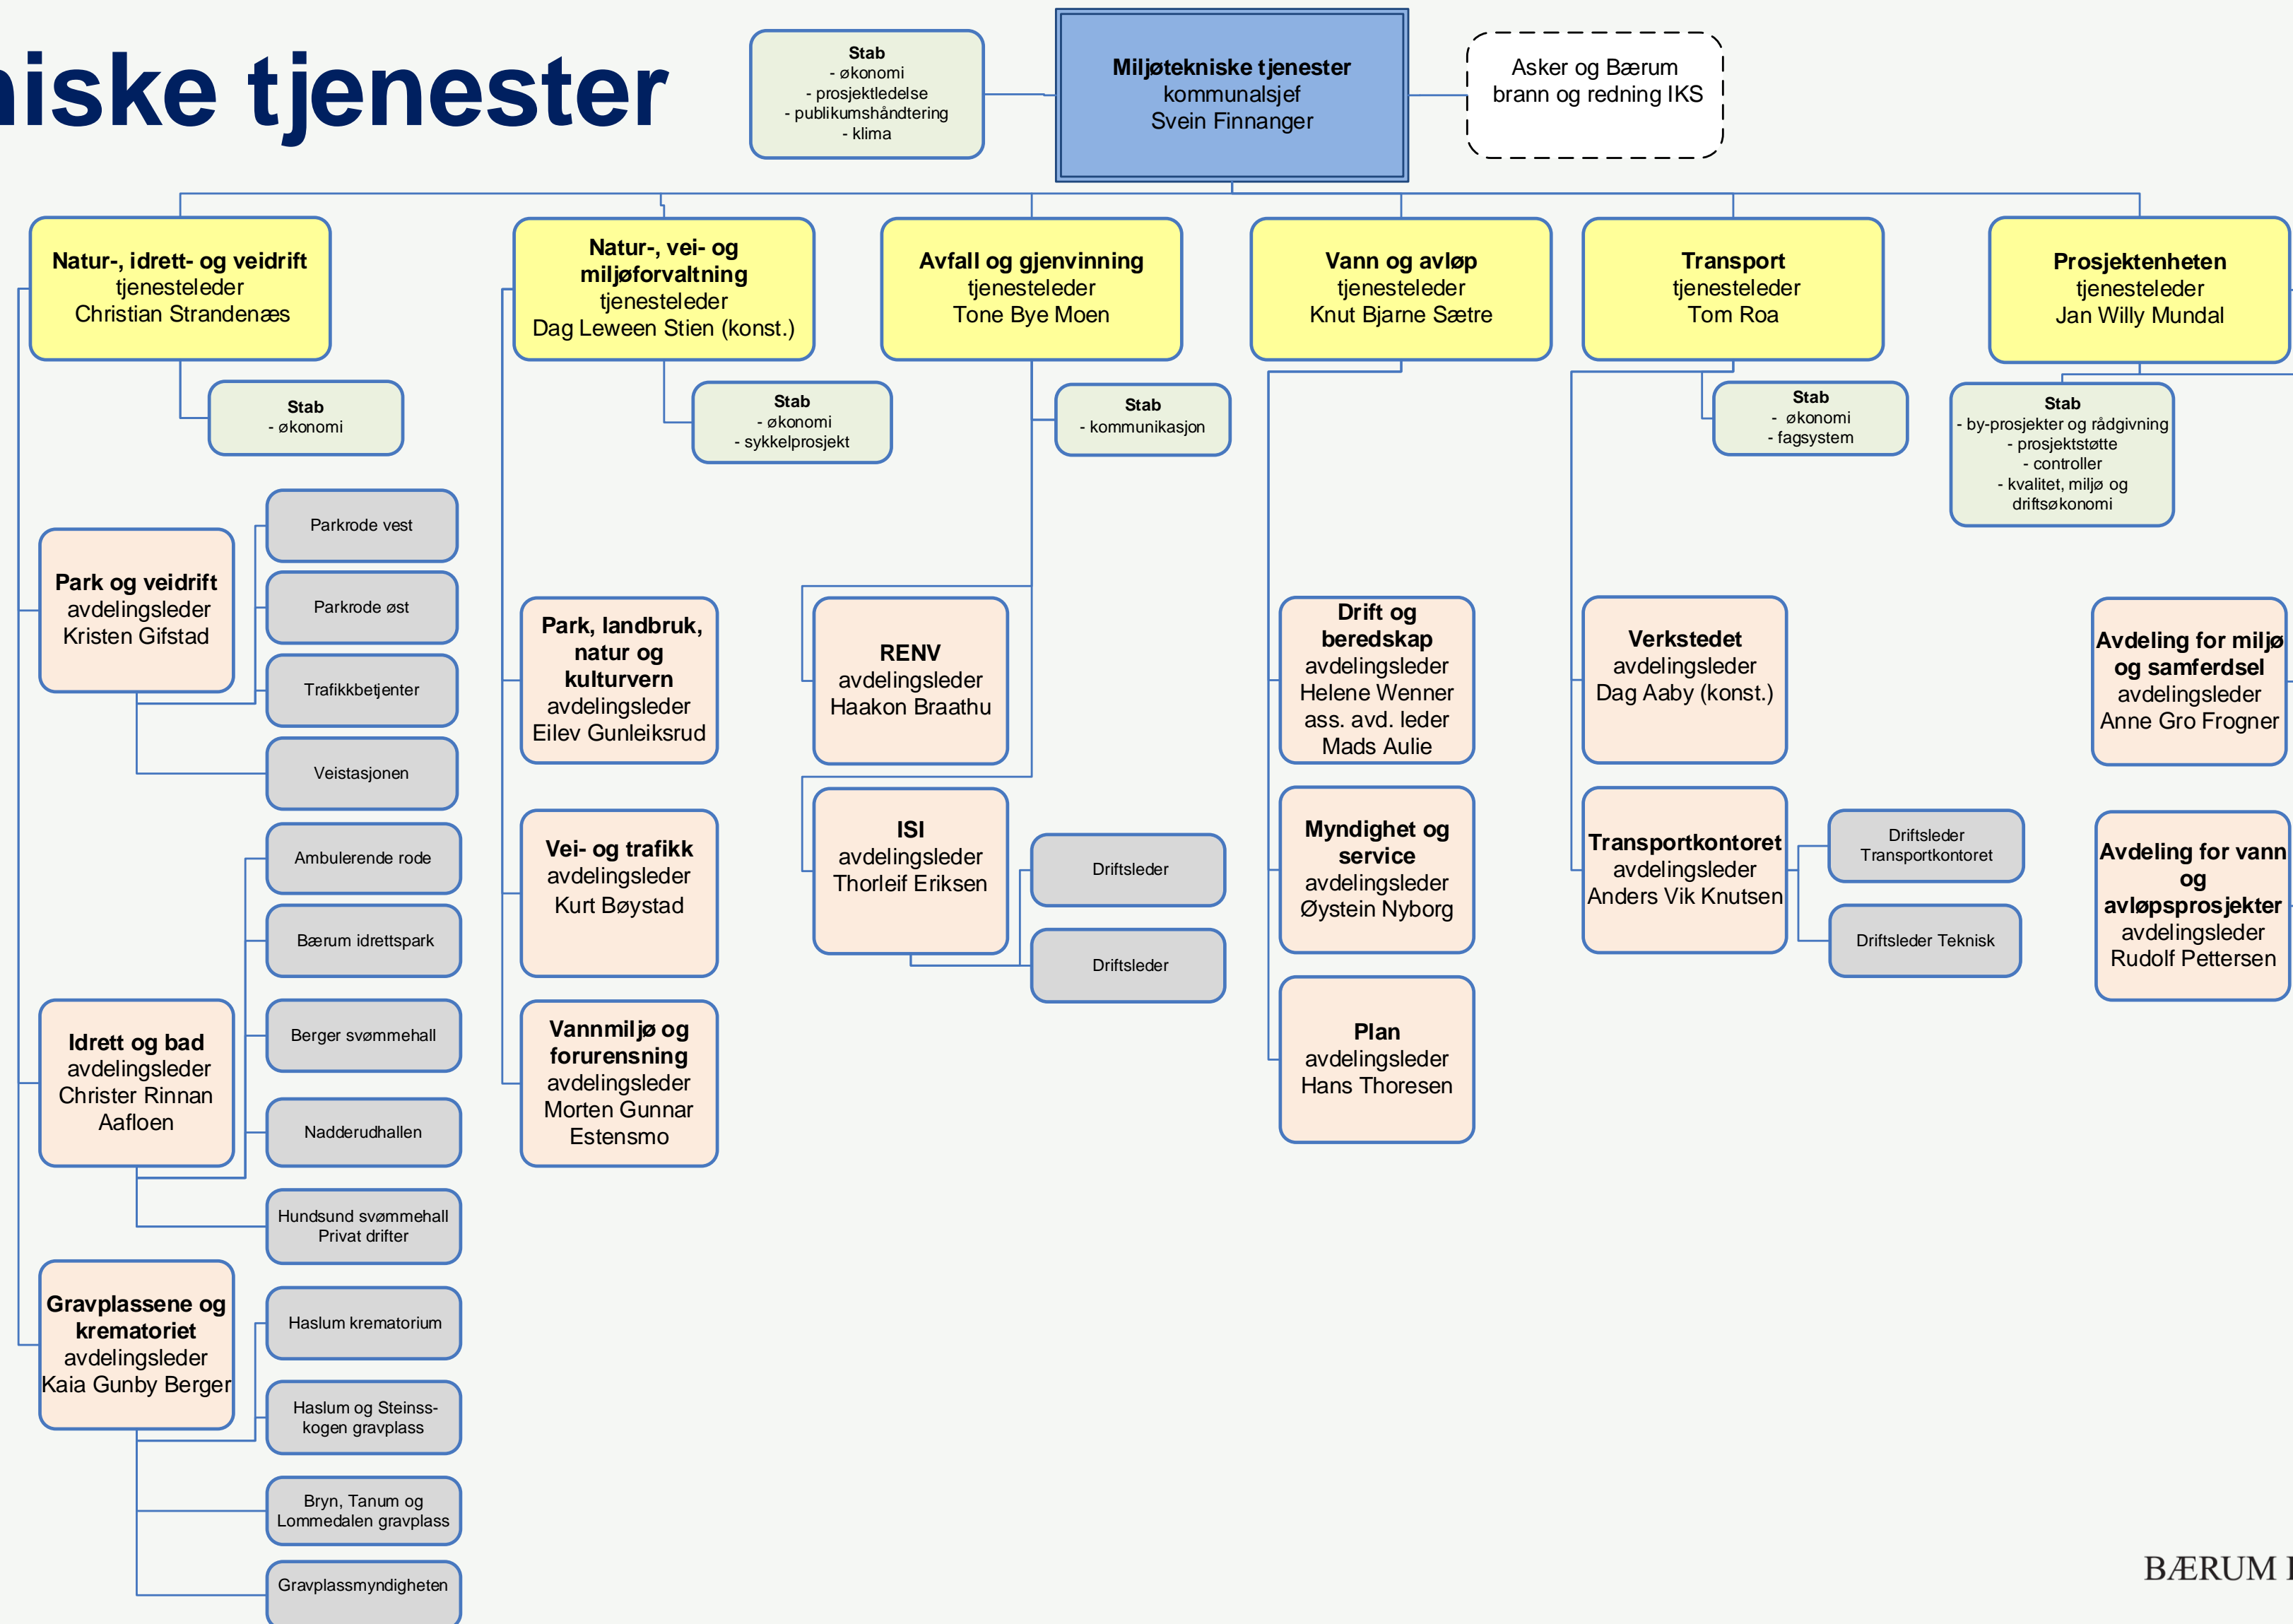 niske tjenester
Stab
- økonomi
- prosjektledelse
- publikumshåndtering
- klima
Miljøtekniske tjenester
kommunalsjef
Svein Finnanger
Asker og Bærum
brann og redning IKS
Natur-, idrett- og veidrift
tjenesteleder
Christian Strandenæs
Natur-, vei- og
miljøforvaltning
tjenesteleder
Dag Leween Stien (konst.)
Avfall og gjenvinning
tjenesteleder
Tone Bye Moen
Vann og avløp
tjenesteleder
Knut Bjarne Sætre
Transport
tjenesteleder
Tom Roa
Prosjektenheten
tjenesteleder
Jan Willy Mundal
Stab
- økonomi
Stab
- økonomi
- sykkelprosjekt
Stab
- kommunikasjon
Stab
- økonomi
- fagsystem
Stab
- by-prosjekter og rådgivning
- prosjektstøtte
- controller
- kvalitet, miljø og
driftsøkonomi
Park og veidrift
avdelingsleder
Kristen Gifstad
Parkrode vest
Parkrode øst
Trafikkbetjenter
Veistasjonen
Idrett og bad
avdelingsleder
Christer Rinnan
Aafloen
Ambulerende rode
Bærum idrettspark
Berger svømmehall
Nadderudhallen
Hundsund svømmehall
Privat drifter
Gravplassene og
krematoriet
avdelingsleder
Kaia Gunby Berger
Haslum krematorium
Haslum og Steinss-
kogen gravplass
Bryn, Tanum og
Lommedalen gravplass
Gravplassmyndigheten
Park, landbruk,
natur og
kulturvern
avdelingsleder
Eilev Gunleiksrud
Vei- og trafikk
avdelingsleder
Kurt Bøystad
Vannmiljø og
forurensning
avdelingsleder
Morten Gunnar
Estensmo
RENV
avdelingsleder
Haakon Braathu
ISI
avdelingsleder
Thorleif Eriksen
Driftsleder
Driftsleder
Drift og
beredskap
avdelingsleder
Helene Wenner
ass. avd. leder
Mads Aulie
Myndighet og
service
avdelingsleder
Øystein Nyborg
Plan
avdelingsleder
Hans Thoresen
Verkstedet
avdelingsleder
Dag Aaby (konst.)
Transportkontoret
avdelingsleder
Anders Vik Knutsen
Driftsleder
Transportkontoret
Driftsleder Teknisk
Avdeling for miljø
og samferdsel
avdelingsleder
Anne Gro Frogner
Avdeling for vann
og
avløpsprosjekter
avdelingsleder
Rudolf Pettersen
BÆRUM